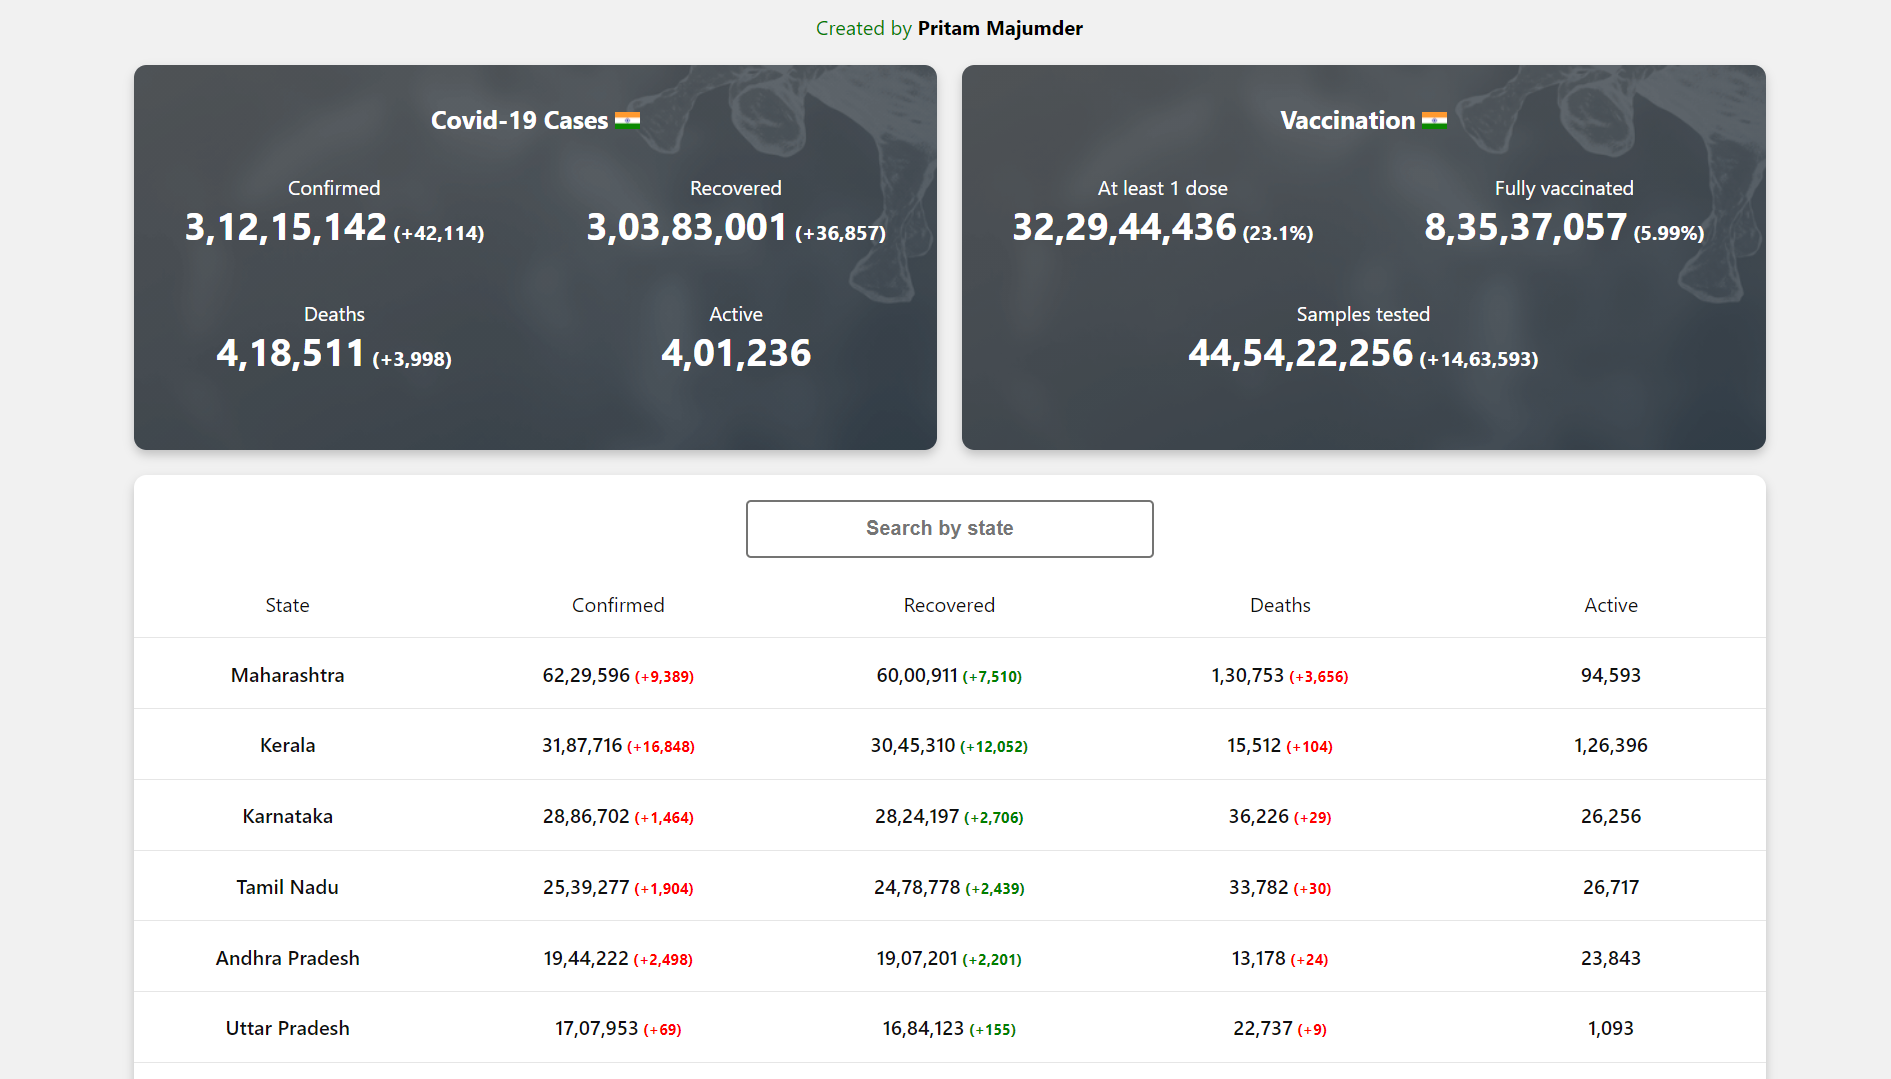 Created by Pritam Majumder
Covid-19 Cases
Confirmed Recovered
3,12,15,142 (+42,114) 3,03,83,001 (+36,857)
Deaths Active
4,18,511 (+3,998) 4,01,236
Vaccination
At least 1 dose Fully vaccinated
32,29,44,436 (23.1%) 8,35,37,057 (5.99%)
Samples tested
44,54,22,256 (+14,63,593)
Search by state
State Confirmed Recovered Deaths Active
Maharashtra 62,29,596 (+9,389) 60,00,911 (+7,510) 1,30,753 (+3,656) 94,593
Kerala 31,87,716 (+16,848) 30,45,310 (+12,052) 15,512 (+104) 1,26,396
Karnataka 28,86,702 (+1,464) 28,24,197 (+2,706) 36,226 (+29) 26,256
Tamil Nadu 25,39,277 (+1,904) 24,78,778 (+2,439) 33,782 (+30) 26,717
Andhra Pradesh 19,44,222 (+2,498) 19,07,201 (+2,201) 13,178 (+24) 23,843
Uttar Pradesh 17,07,953 (+69) 16,84,123 (+155) 22,737 (+9) 1,093